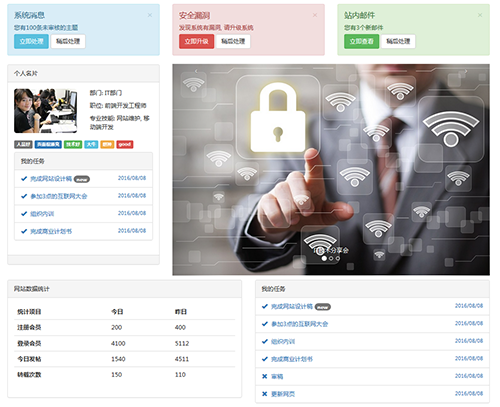 系统消息 ×
您有100条未审核的主题
立即处理 稍后处理
安全漏洞 ×
发现系统有漏洞, 请升级系统
立即升级 稍后处理
站内邮件 ×
您有3个新邮件
立即查看 稍后处理
个人名片
部门: IT部门
职位: 前端开发工程师
专业技能: 网站维护, 移动端开发
人品好 技术好 大牛 good
我的任务
完成网站设计稿 new 2016/08/08
参加3点的互联网大会 2016/08/08
组织内训 2016/08/08
完成商业计划书 2016/08/08
分享会
网站数据统计
统计项目 今日 昨日
注册会员 200 400
登录会员 4100 5112
今日发帖 1540 4511
转载次数 150 110
我的任务
完成网站设计稿 new 2016/08/08
参加3点的互联网大会 2016/08/08
组织内训 2016/08/08
完成商业计划书 2016/08/08
审稿 2016/08/08
更新网页 2016/08/08